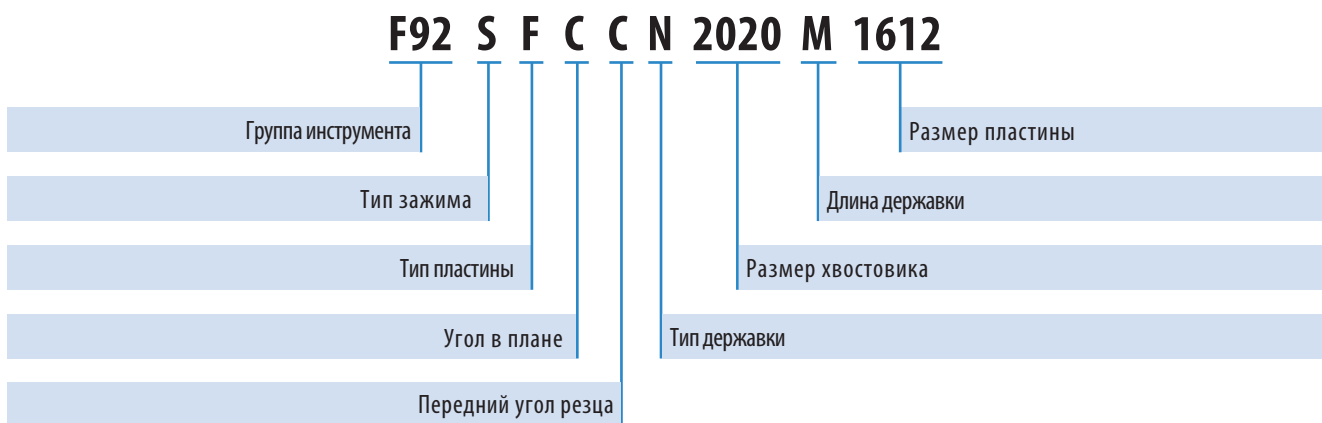 F92 S F C C N 2020 M 1612
Группа инструмента
Размер пластины
Тип зажима
Длина державки
Тип пластины
Размер хвостовика
Угол в плане
Тип державки
Передний угол резца